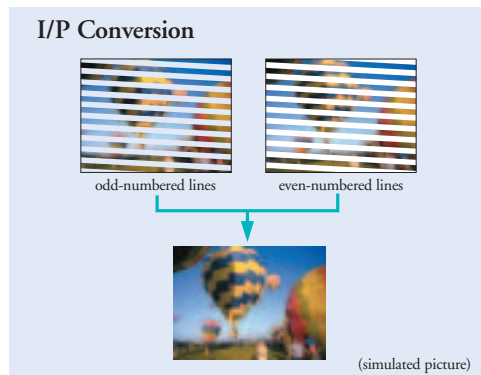 I/P Conversion
odd-numbered lines
even-numbered lines
(simulated picture)